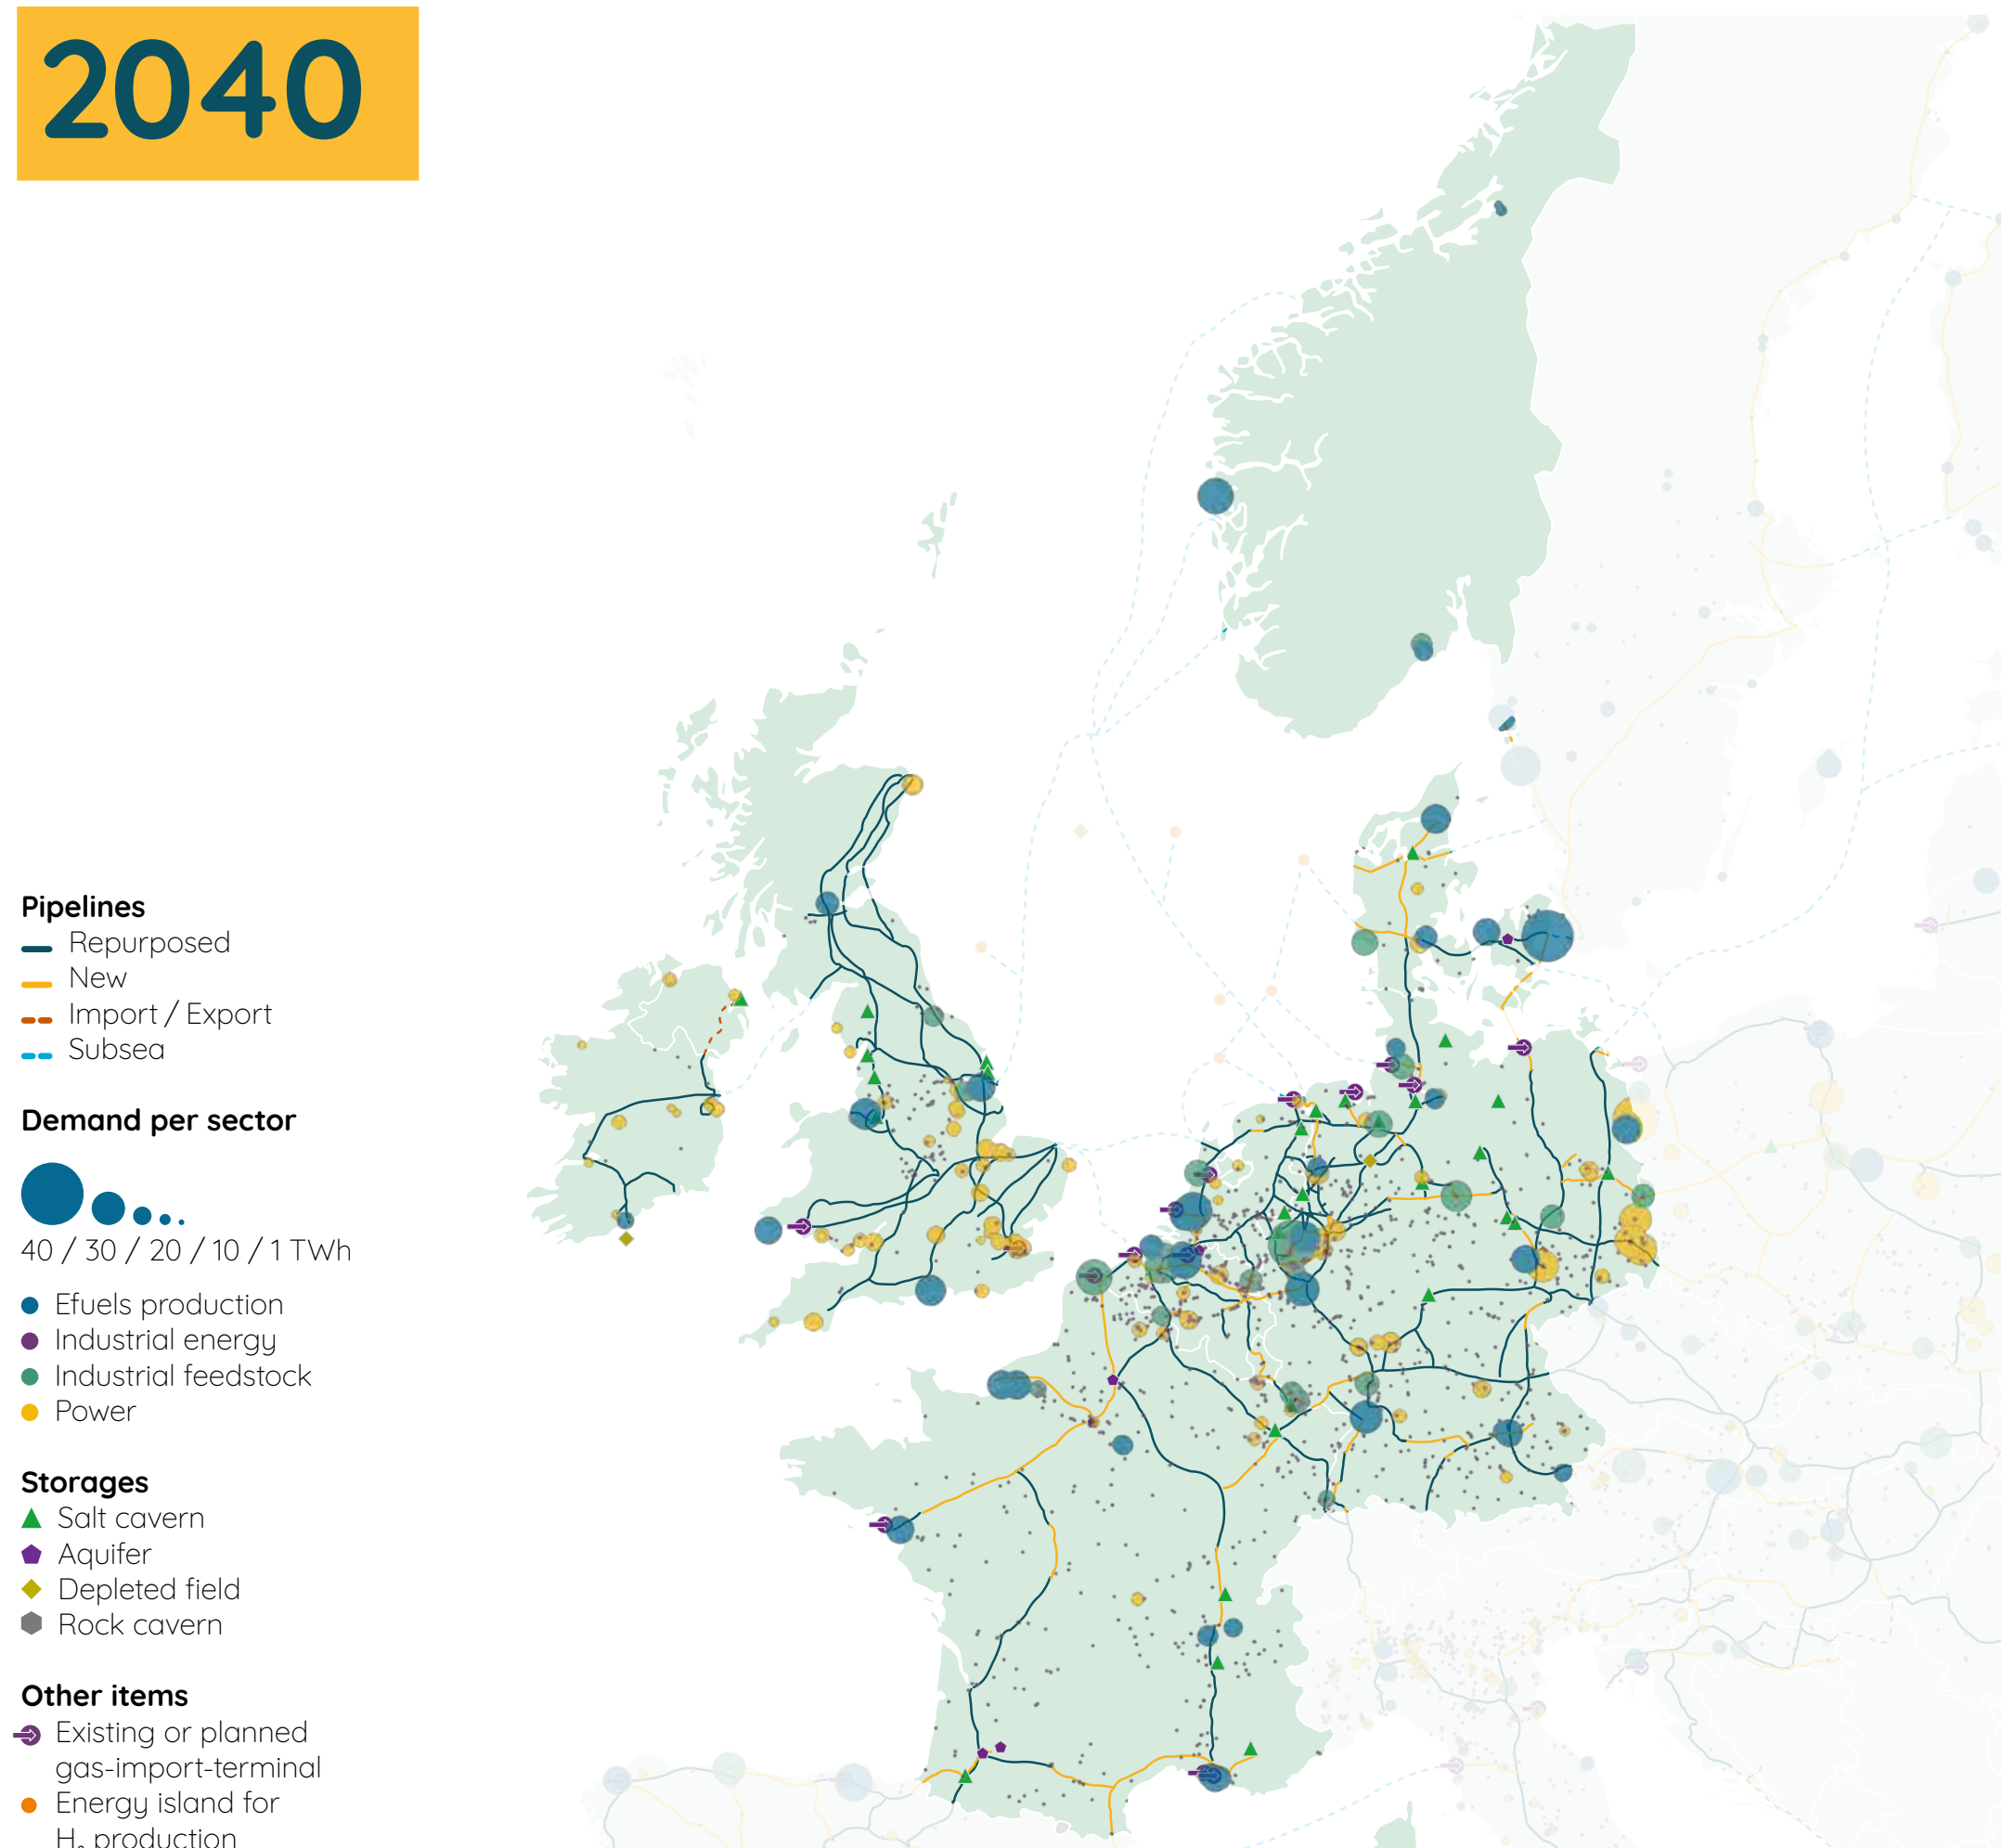 2040
Pipelines
Repurposed
New
Import / Export
Subsea
Demand per sector
40 / 30 / 20 / 10 / 1 TWh
Efuels production
Industrial energy
Industrial feedstock
Power
Storages
Salt cavern
Aquifer
Depleted field
Rock cavern
Other items
Existing or planned
gas-import-terminal
Energy island for
H₂ production